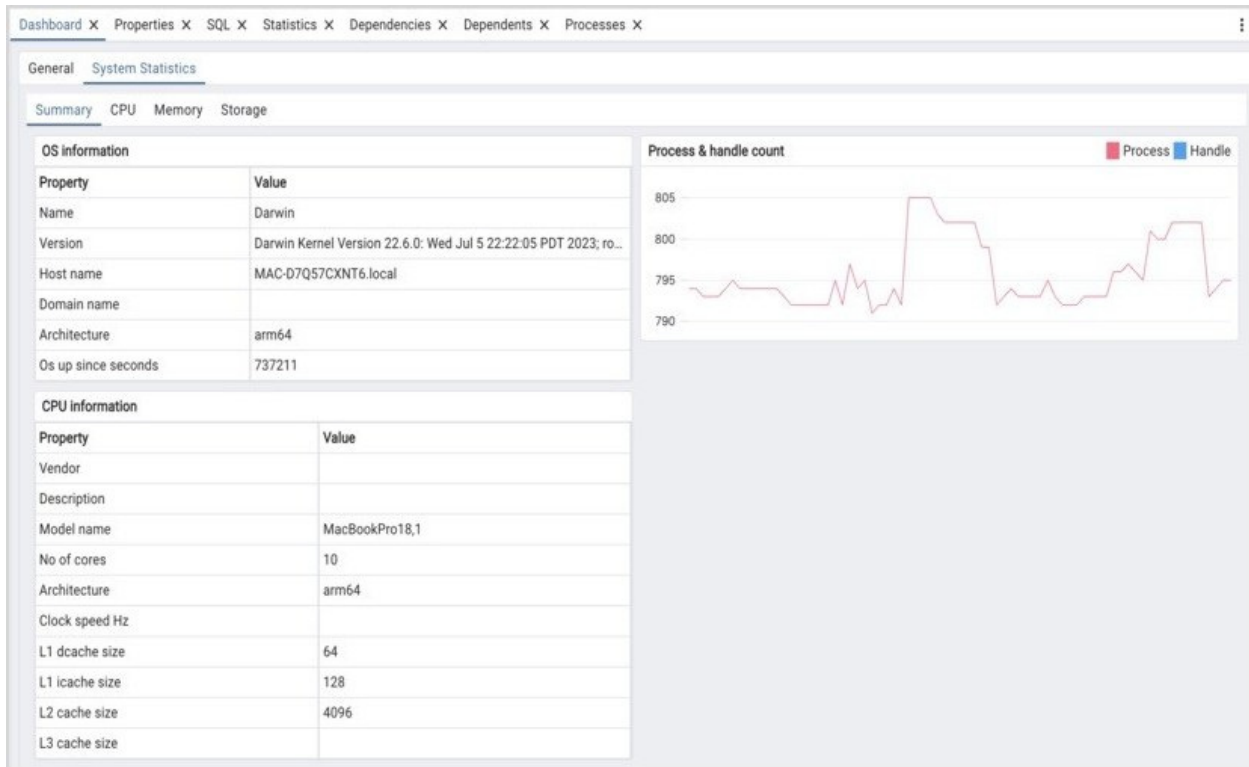 Dashboard X Properties X SQL X Statistics X Dependencies X Dependents X Processes X
General System Statistics
Summary CPU Memory Storage
OS information
Property Value
Name Darwin
Version Darwin Kernel Version 22.6.0: Wed Jul 5 22:22:05 PDT 2023; ro...
Host name MAC-D7Q57CXNT6.local
Domain name
Architecture arm64
Os up since seconds 737211
CPU information
Property Value
Vendor
Description
Model name MacBookPro18,1
No of cores 10
Architecture arm64
Clock speed Hz
L1 dcache size 64
L1 icache size 128
L2 cache size 4096
L3 cache size
Process & handle count Process Handle
805
800
795
790